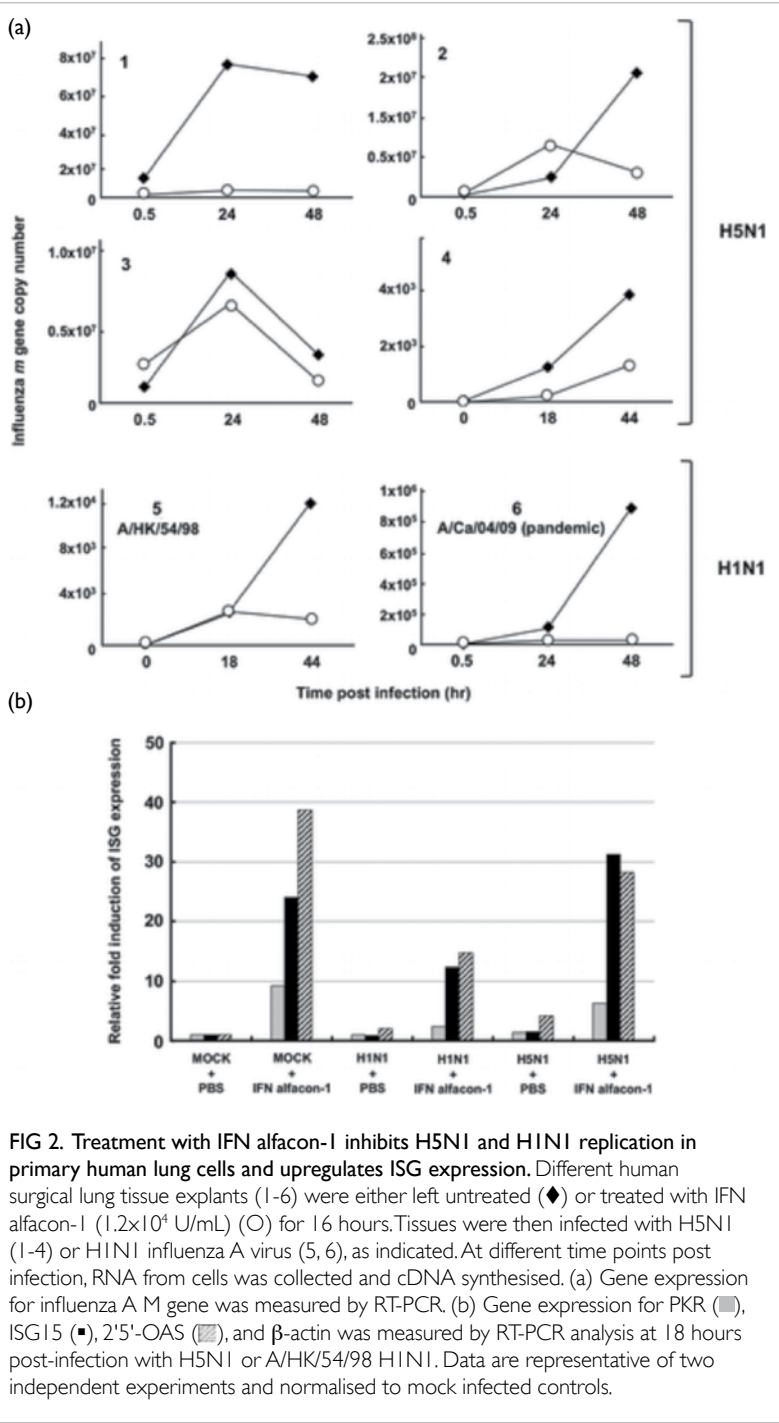 (a)
1
8x10⁷
6x10⁷
4x10⁷
2x10⁷
0
0.5 24 48
2
2.5x10⁸
2x10⁷
1.5x10⁷
0.5x10⁷
0
0.5 24 48
3
1.0x10⁷
0.5x10⁷
0
0.5 24 48
4
4x10³
2x10³
0
0 18 44
H5N1
Influenza m gene copy number
5
A/HK/54/98
1.2x10⁴
8x10³
4x10³
0
0 18 44
6
A/Ca/04/09 (pandemic)
1x10⁶
8x10⁵
6x10⁵
4x10⁵
2x10⁵
0
0.5 24 48
H1N1
Time post infection (hr)
(b)
Relative fold induction of ISG expression
50
40
30
20
10
0
MOCK MOCK H1N1 H1N1 H5N1 H5N1
+ + + + + +
PBS IFN alfacon-1 PBS IFN alfacon-1 PBS IFN alfacon-1
FIG 2. Treatment with IFN alfacon-1 inhibits H5N1 and H1N1 replication in
primary human lung cells and upregulates ISG expression. Different human
surgical lung tissue explants (1-6) were either left untreated (◆) or treated with IFN
alfacon-1 (1.2x10⁴ U/mL) (○) for 16 hours. Tissues were then infected with H5N1
(1-4) or H1N1 influenza A virus (5, 6), as indicated. At different time points post
infection, RNA from cells was collected and cDNA synthesised. (a) Gene expression
for influenza A M gene was measured by RT-PCR. (b) Gene expression for PKR (■),
ISG15 (▪), 2'5'-OAS (▨), and β-actin was measured by RT-PCR analysis at 18 hours
post-infection with H5N1 or A/HK/54/98 H1N1. Data are representative of two
independent experiments and normalised to mock infected controls.